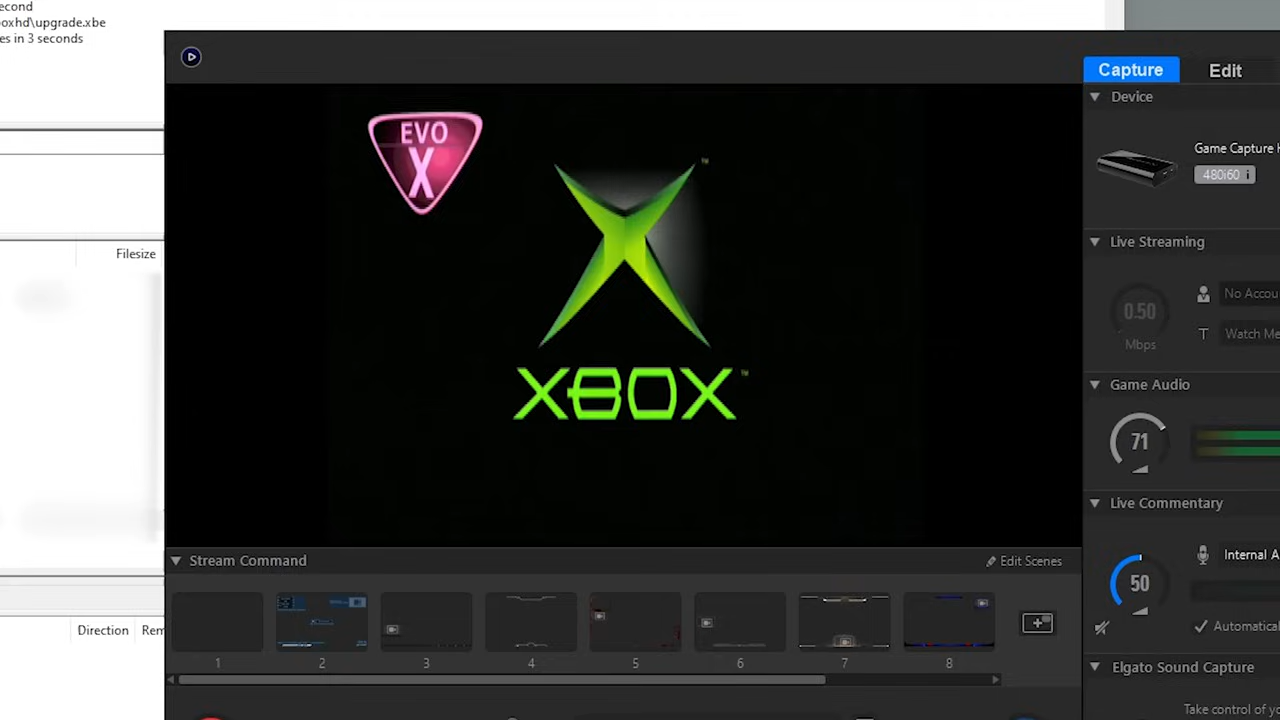 econd
oxhd\upgrade.xbe
es in 3 seconds
Capture
Edit
Device
EVO
X
Game Capture
480i60 i
XBOX
Filesize
Live Streaming
0.50
Mbps
No Accou
T
Watch Me
Game Audio
71
Live Commentary
50
Internal A
Automatica
Stream Command
Edit Scenes
1 2 3 4 5 6 7 8
Direction
Rem
Elgato Sound Capture
Take control of yo